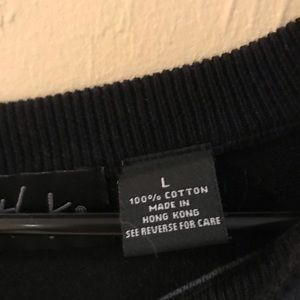 L
100% COTTON
MADE IN
HONG KONG
SEE REVERSE FOR CARE